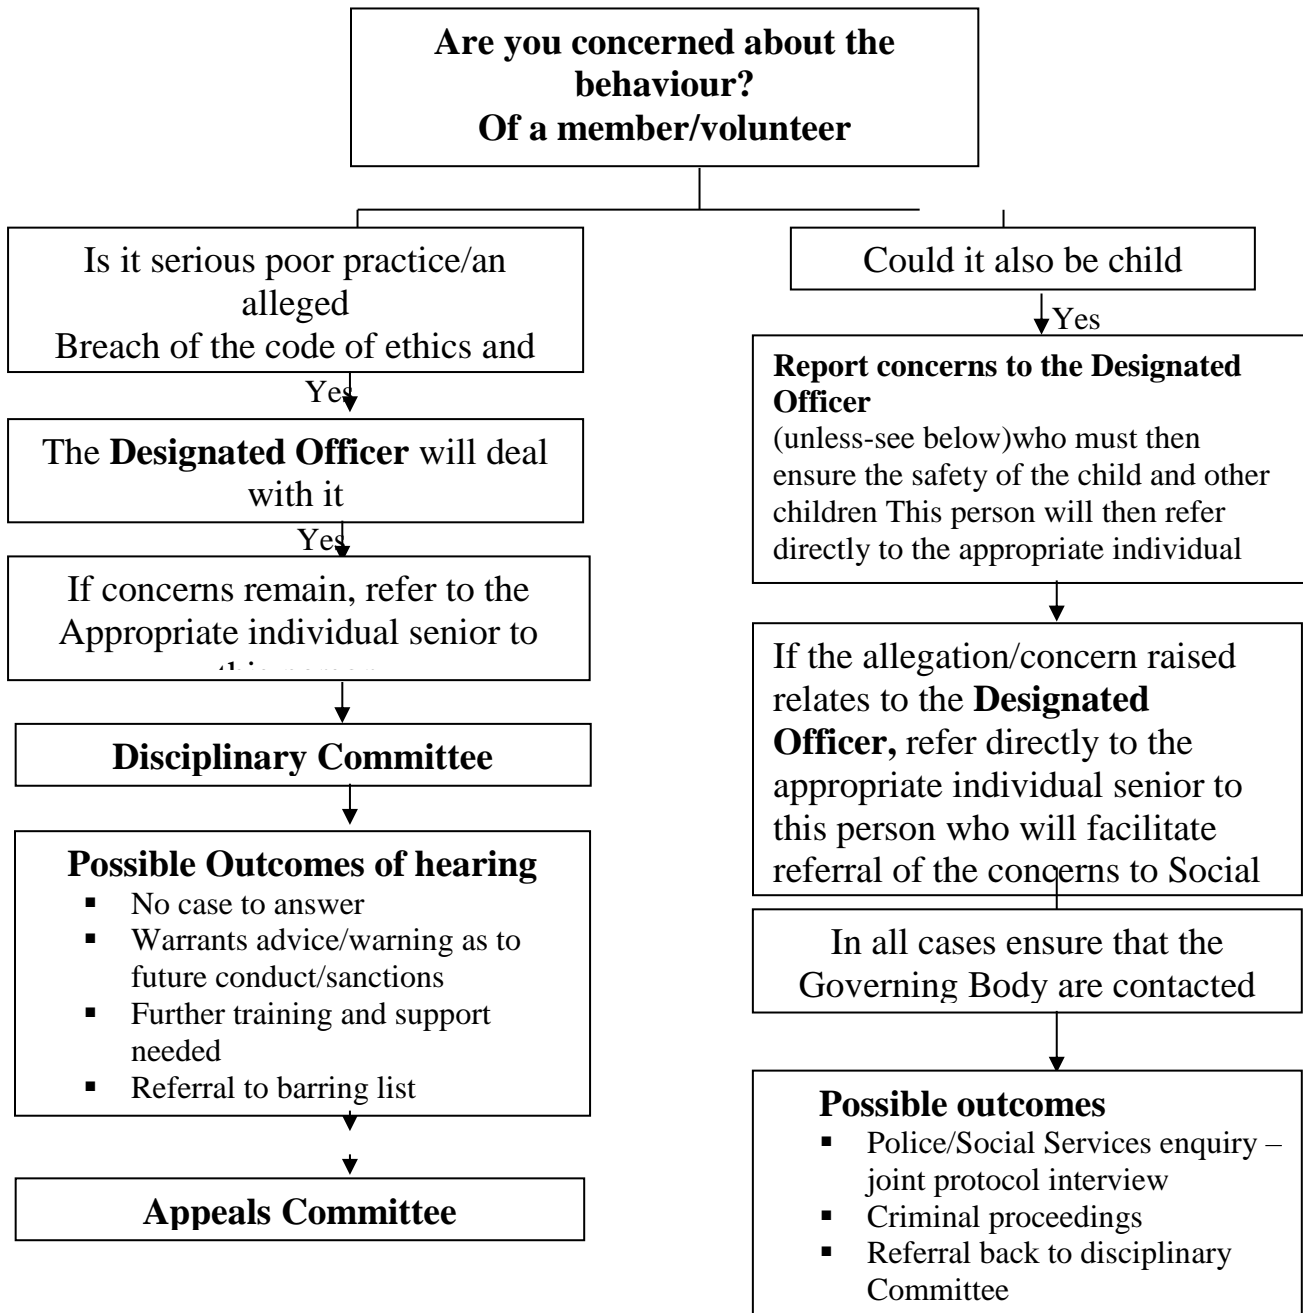 Are you concerned about the
behaviour?
Of a member/volunteer
Is it serious poor practice/an
alleged
Breach of the code of ethics and
Yes
The Designated Officer will deal
with it
Yes
If concerns remain, refer to the
Appropriate individual senior to
Disciplinary Committee
Possible Outcomes of hearing
▪ No case to answer
▪ Warrants advice/warning as to
future conduct/sanctions
▪ Further training and support
needed
▪ Referral to barring list
Appeals Committee
Could it also be child
Yes
Report concerns to the Designated
Officer
(unless-see below)who must then
ensure the safety of the child and other
children This person will then refer
directly to the appropriate individual
If the allegation/concern raised
relates to the Designated
Officer, refer directly to the
appropriate individual senior to
this person who will facilitate
referral of the concerns to Social
In all cases ensure that the
Governing Body are contacted
Possible outcomes
▪ Police/Social Services enquiry –
joint protocol interview
▪ Criminal proceedings
▪ Referral back to disciplinary
Committee